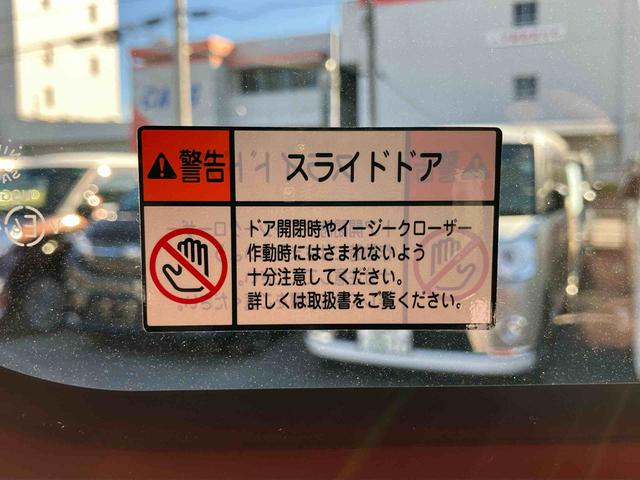 警告
スライドドア
ドア開閉時やイージークローザー
作動時にはさまれないよう
十分注意してください。
詳しくは取扱書をご覧ください。